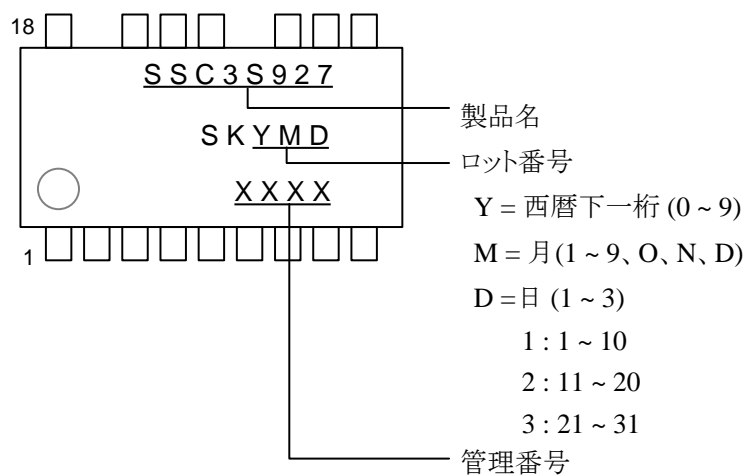 18
SSC3S927
製品名
SKYMD
ロット番号
XXXX
Y = 西暦下一桁 (0 ~ 9)
M = 月(1 ~ 9、O、N、D)
1
D =日 (1 ~ 3)
1 : 1 ~ 10
2 : 11 ~ 20
3 : 21 ~ 31
管理番号